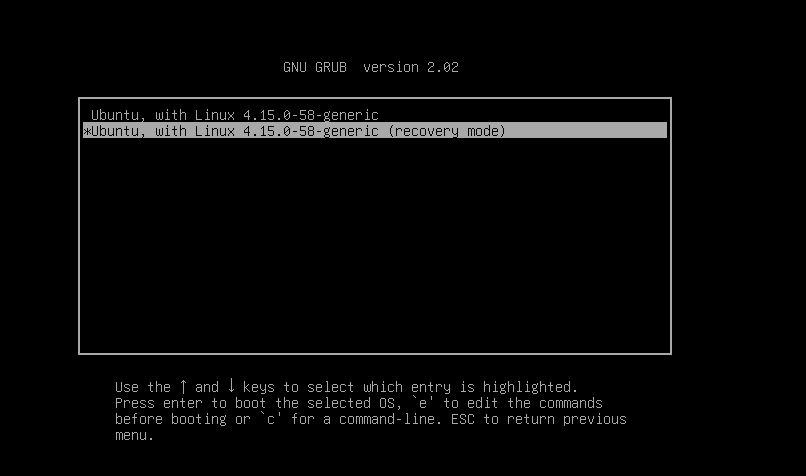 GNU GRUB  version 2.02
Ubuntu, with Linux 4.15.0-58-generic
*Ubuntu, with Linux 4.15.0-58-generic (recovery mode)
Use the ↑ and ↓ keys to select which entry is highlighted.
Press enter to boot the selected OS, `e' to edit the commands
before booting or `c' for a command-line. ESC to return previous
menu.